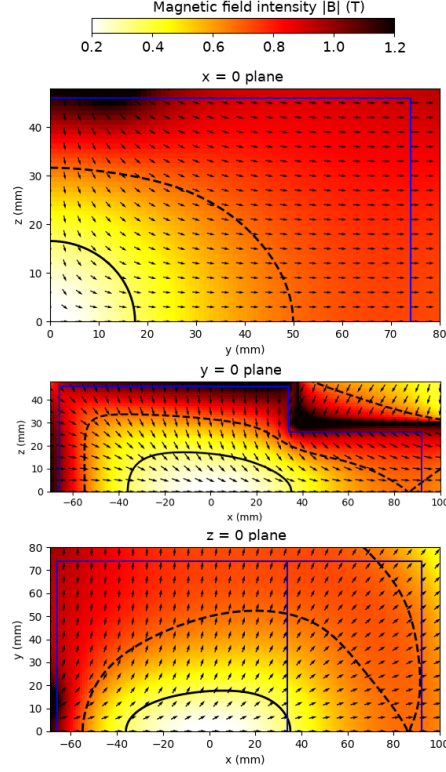 Magnetic field intensity |B| (T)
0.2 0.4 0.6 0.8 1.0 1.2
x = 0 plane
z (mm)
40
30
20
10
0
0 10 20 30 40 50 60 70 80
y (mm)
y = 0 plane
z (mm)
40
30
20
10
0
−60 −40 −20 0 20 40 60 80 100
x (mm)
z = 0 plane
y (mm)
80
70
60
50
40
30
20
10
0
−60 −40 −20 0 20 40 60 80 100
x (mm)